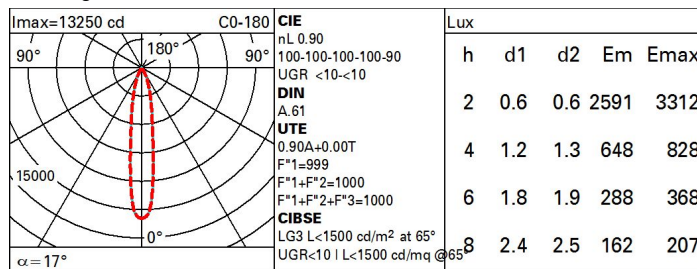 Imax=13250 cd C0-180
90° 180° 90°
15000
0°
α=17°
CIE
nL 0.90
100-100-100-100-90
UGR <10-<10
DIN
A.61
UTE
0.90A+0.00T
F"1=999
F"1+F"2=1000
F"1+F"2+F"3=1000
CIBSE
LG3 L<1500 cd/m² at 65°
UGR<10 | L<1500 cd/mq @65°
Lux
h d1 d2 Em Emax
2 0.6 0.6 2591 3312
4 1.2 1.3 648 828
6 1.8 1.9 288 368
8 2.4 2.5 162 207